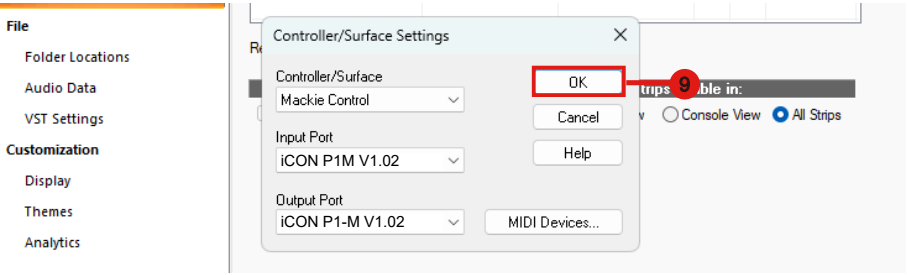 File
Folder Locations
Audio Data
VST Settings
Customization
Display
Themes
Analytics
Controller/Surface Settings
Controller/Surface
Mackie Control
Input Port
iCON P1M V1.02
Output Port
iCON P1-M V1.02
OK
Cancel
Help
MIDI Devices...
9
ble in:
Console View
All Strips